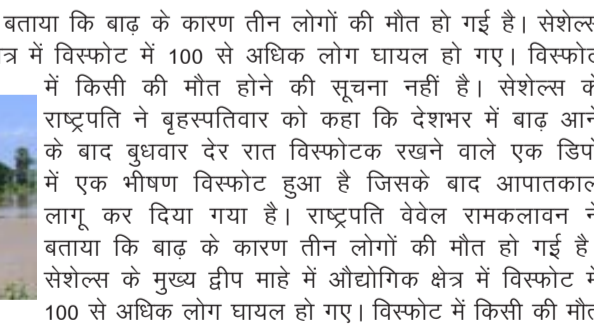 बताया कि बाढ़ के कारण तीन लोगों की मौत हो गई है। सेशेल्स
में विस्फोट में 100 से अधिक लोग घायल हो गए। विस्फोट
में किसी की मौत होने की सूचना नहीं है। सेशेल्स के
राष्ट्रपति ने बृहस्पतिवार को कहा कि देशभर में बाढ़ आने
के बाद बुधवार देर रात विस्फोटक रखने वाले एक डिपो
में एक भीषण विस्फोट हुआ है जिसके बाद आपातकाल
लागू कर दिया गया है। राष्ट्रपति वेवेल रामकलावन ने
बताया कि बाढ़ के कारण तीन लोगों की मौत हो गई है
सेशेल्स के मुख्य द्वीप माहे में औद्योगिक क्षेत्र में विस्फोट में
100 से अधिक लोग घायल हो गए। विस्फोट में किसी की मौत